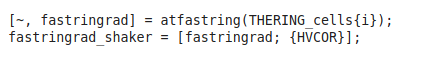 [~, fastringrad] = atfastring(THERING_cells{i});
fastringrad_shaker = [fastringrad; {HVCOR}];